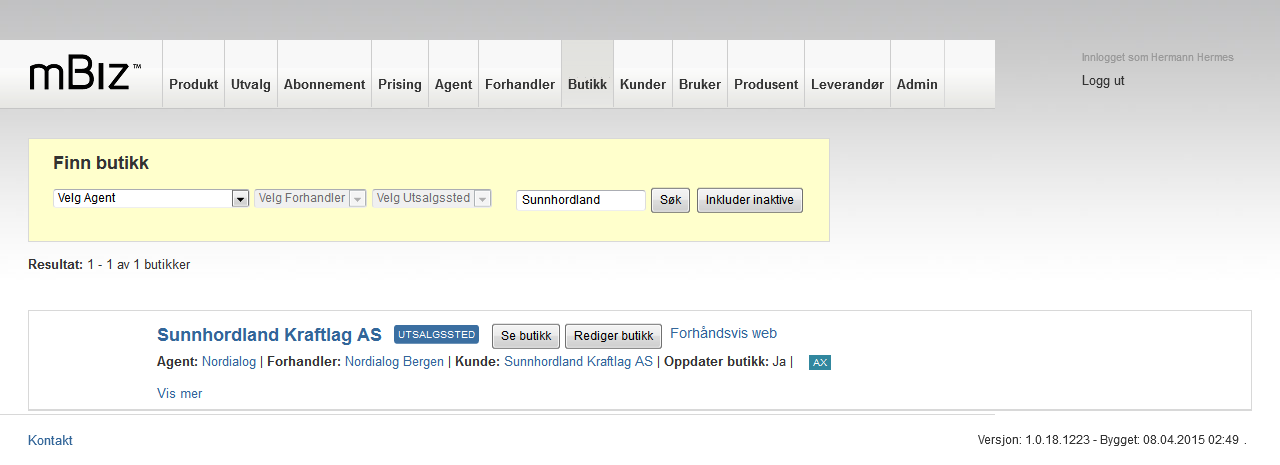 mBiz™ Produkt Utvalg Abonnement Prising Agent Forhandler Butikk Kunder Bruker Produsent Leverandør Admin
Innlogget som Hermann Hermes
Logg ut
Finn butikk
Velg Agent Velg Forhandler Velg Utsalgssted Sunnhordland Søk Inkluder inaktive
Resultat: 1 - 1 av 1 butikker
Sunnhordland Kraftlag AS UTSALGSSTED Se butikk Rediger butikk Forhåndsvis web
Agent: Nordialog | Forhandler: Nordialog Bergen | Kunde: Sunnhordland Kraftlag AS | Oppdater butikk: Ja | AX
Vis mer
Kontakt Versjon: 1.0.18.1223 - Bygget: 08.04.2015 02:49 .